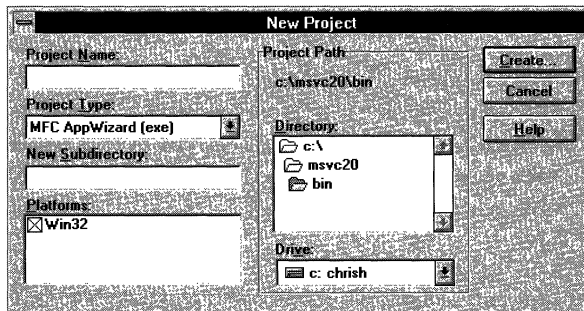 New Project
Project Name:
Project Type:
MFC AppWizard (exe)
New Subdirectory:
Platforms:
Win32
Project Path
c:\msvc20\bin
Directory:
c:\
msvc20
bin
Drive:
c: chrish
Create...
Cancel
Help